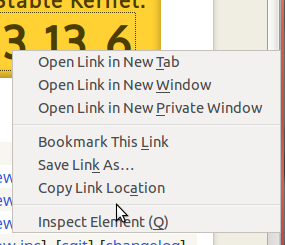 Stable Kernel:
3.13.6
Open Link in New Tab
Open Link in New Window
Open Link in New Private Window
Bookmark This Link
Save Link As...
Copy Link Location
Inspect Element (Q)
[cgit] [changelog]